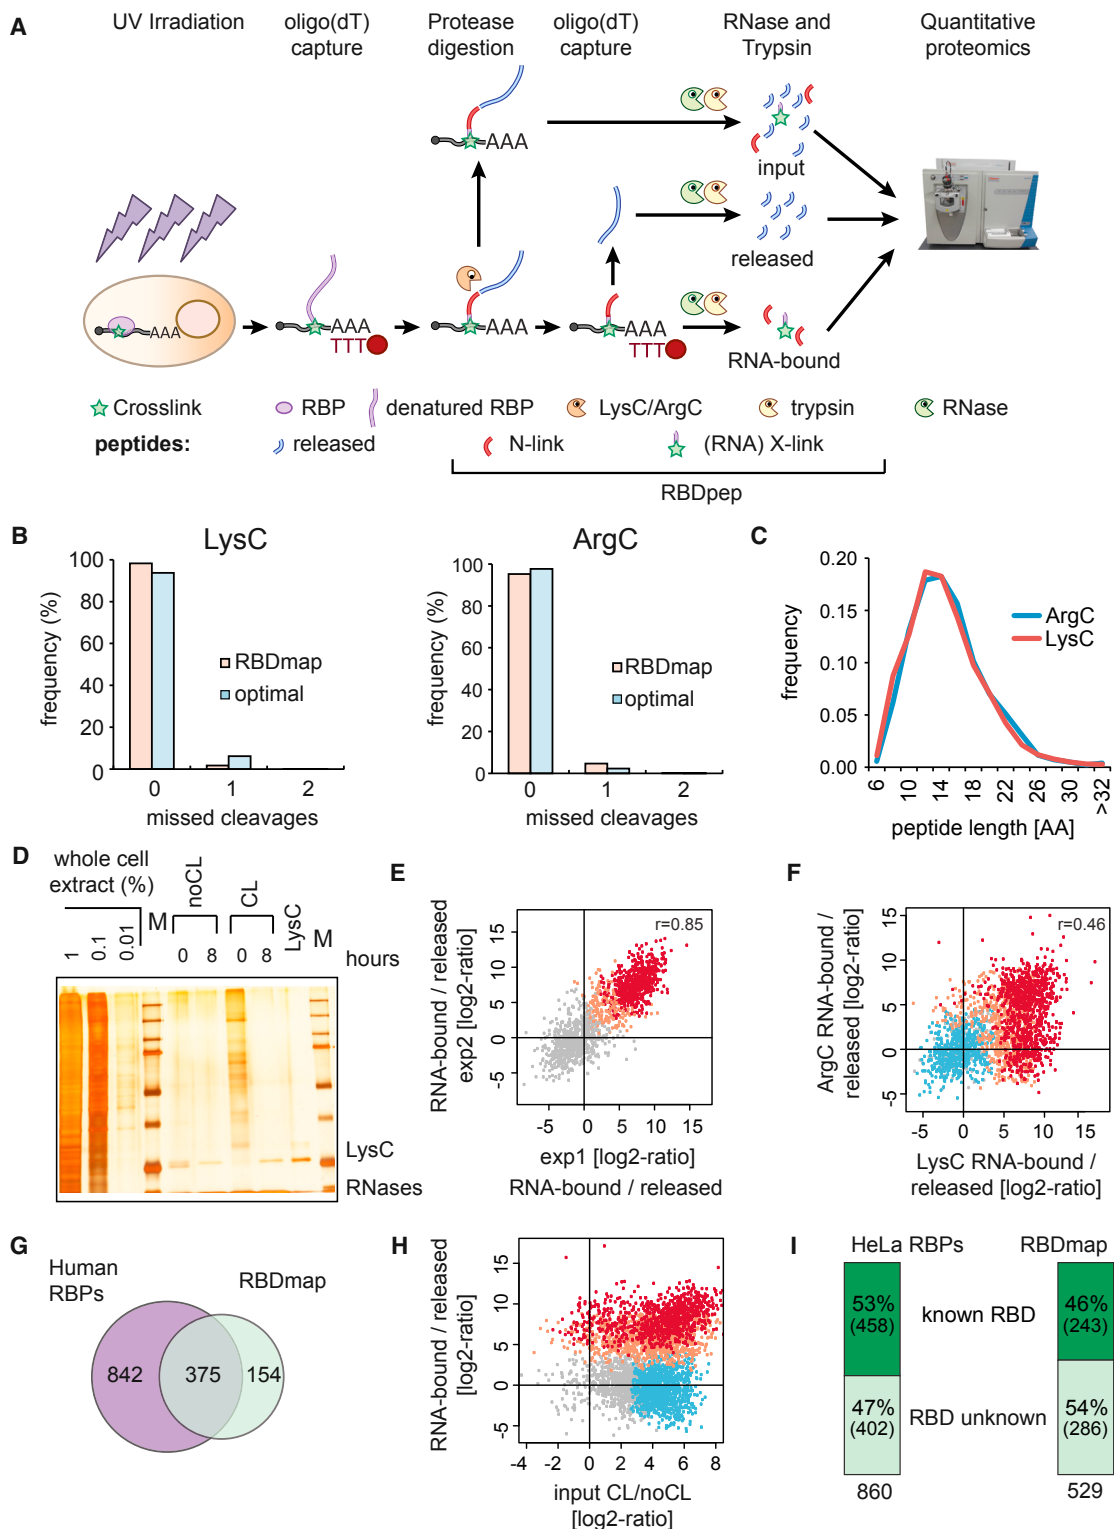 A
UV Irradiation
oligo(dT)
capture
Protease
digestion
oligo(dT)
capture
RNase and
Trypsin
Quantitative
proteomics
AAA
input
released
AAA
AAA
TTT
AAA
AAA
TTT
RNA-bound
Crosslink
RBP
denatured RBP
LysC/ArgC
trypsin
RNase
peptides:
released
N-link
(RNA) X-link
RBDpep
B
LysC
frequency (%)
100
80
60
40
20
0
RBDmap
optimal
0 1 2
missed cleavages
ArgC
frequency (%)
100
80
60
40
20
0
RBDmap
optimal
0 1 2
missed cleavages
C
frequency
0.20
0.15
0.10
0.05
0.00
ArgC
LysC
6 10 14 18 22 26 30 >32
peptide length [AA]
D
whole cell
extract (%)
1 0.1 0.01
M
noCL
CL
LysC
M
0 8 0 8
hours
LysC
RNases
E
RNA-bound / released
exp2 [log2-ratio]
15
10
5
0
-5
r=0.85
-5 0 5 10 15
exp1 [log2-ratio]
RNA-bound / released
F
ArgC RNA-bound /
released [log2-ratio]
15
10
5
0
-5
r=0.46
-5 0 5 10 15
LysC RNA-bound /
released [log2-ratio]
G
Human
RBPs
RBDmap
842 375 154
H
RNA-bound / released
[log2-ratio]
15
10
5
0
-5
-4 -2 0 2 4 6 8
input CL/noCL
[log2-ratio]
I
HeLa RBPs
RBDmap
53%
(458)
known RBD
46%
(243)
47%
(402)
RBD unknown
54%
(286)
860
529